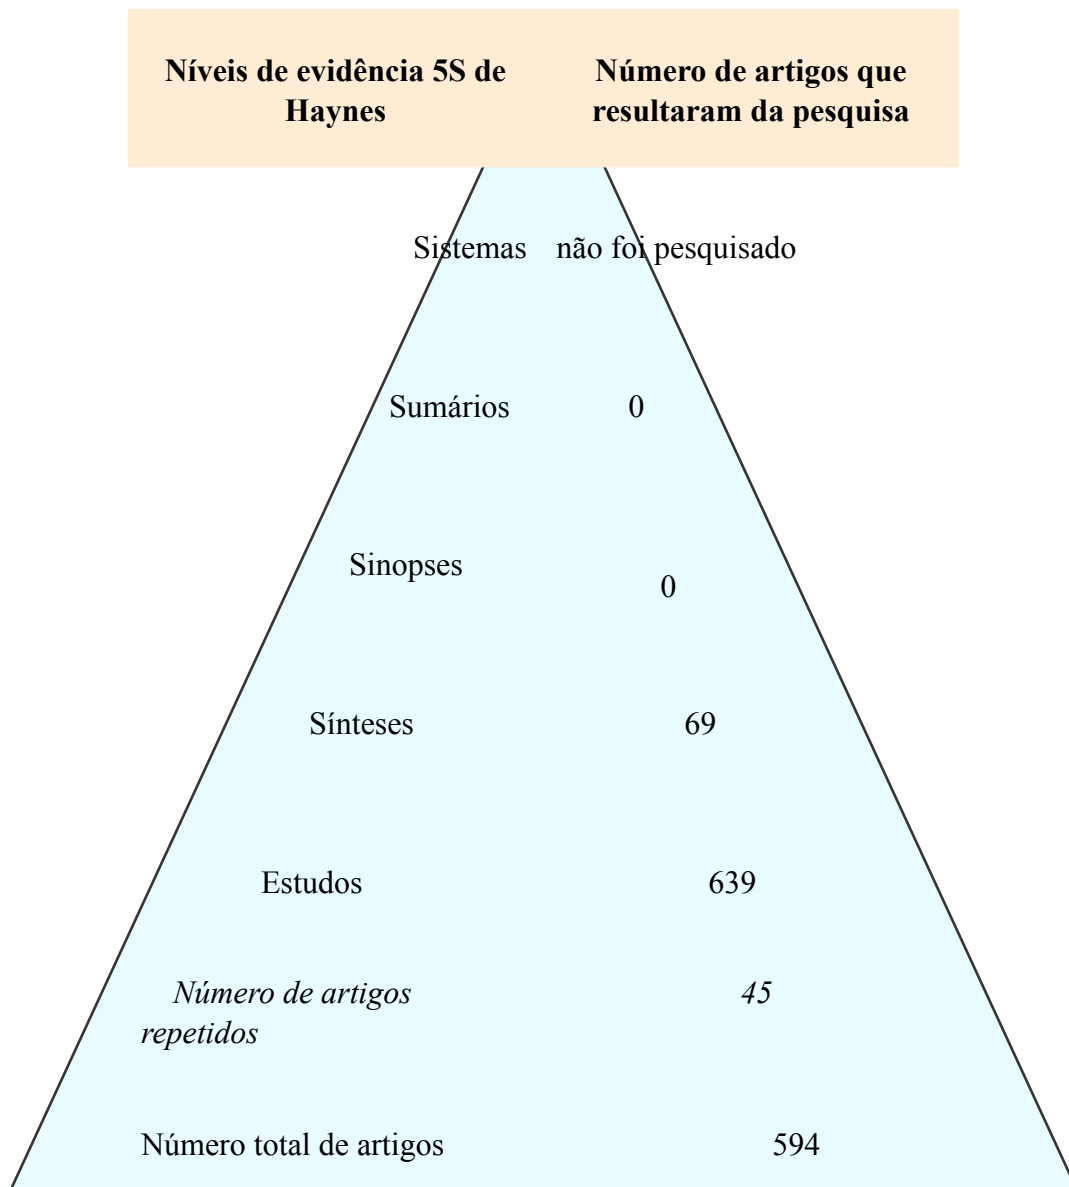 Níveis de evidência 5S de
Haynes
Número de artigos que
resultaram da pesquisa
Sistemas não foi pesquisado
Sumários 0
Sinopses
0
Sínteses 69
Estudos 639
Número de artigos 45
repetidos
Número total de artigos 594